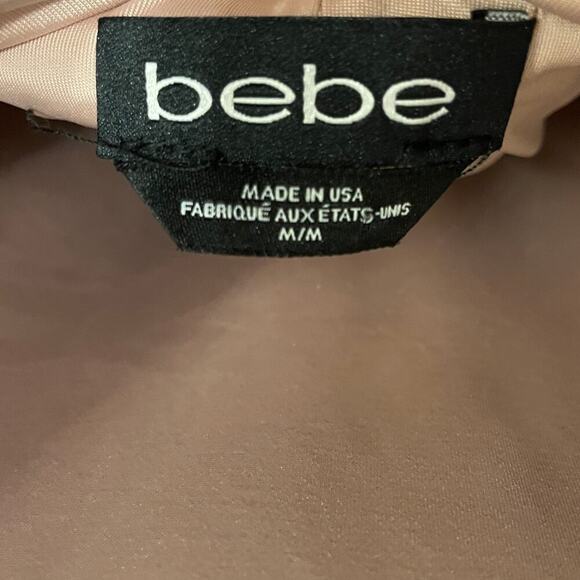 bebe
MADE IN USA
FABRIQUÉ AUX ÉTATS-UNIS
M/M